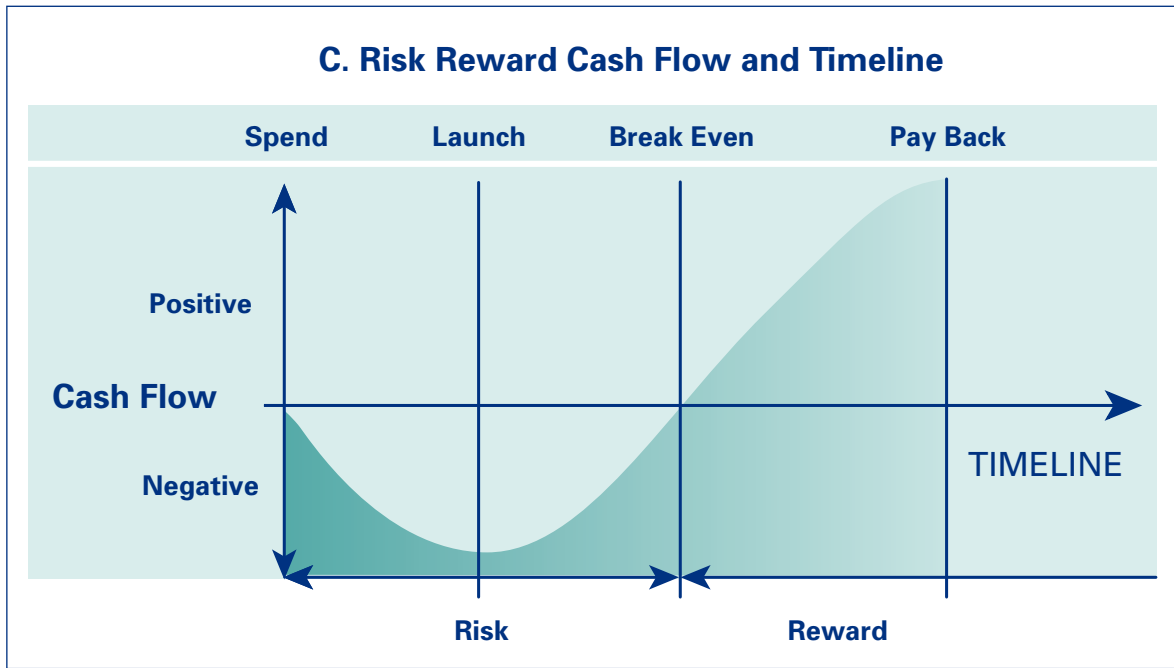 C. Risk Reward Cash Flow and Timeline
Spend Launch Break Even Pay Back
Positive
Cash Flow
Negative
TIMELINE
Risk Reward